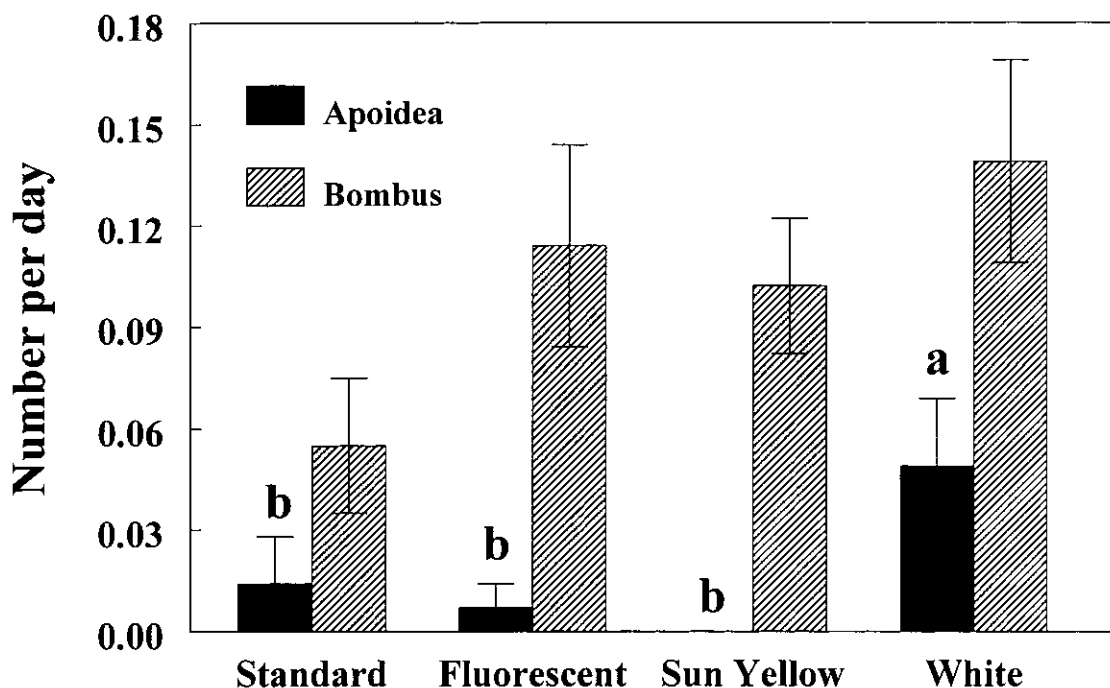 Number per day
0.18
0.15
0.12
0.09
0.06
0.03
0.00
Apoidea
Bombus
b
b
b
a
Standard
Fluorescent
Sun Yellow
White